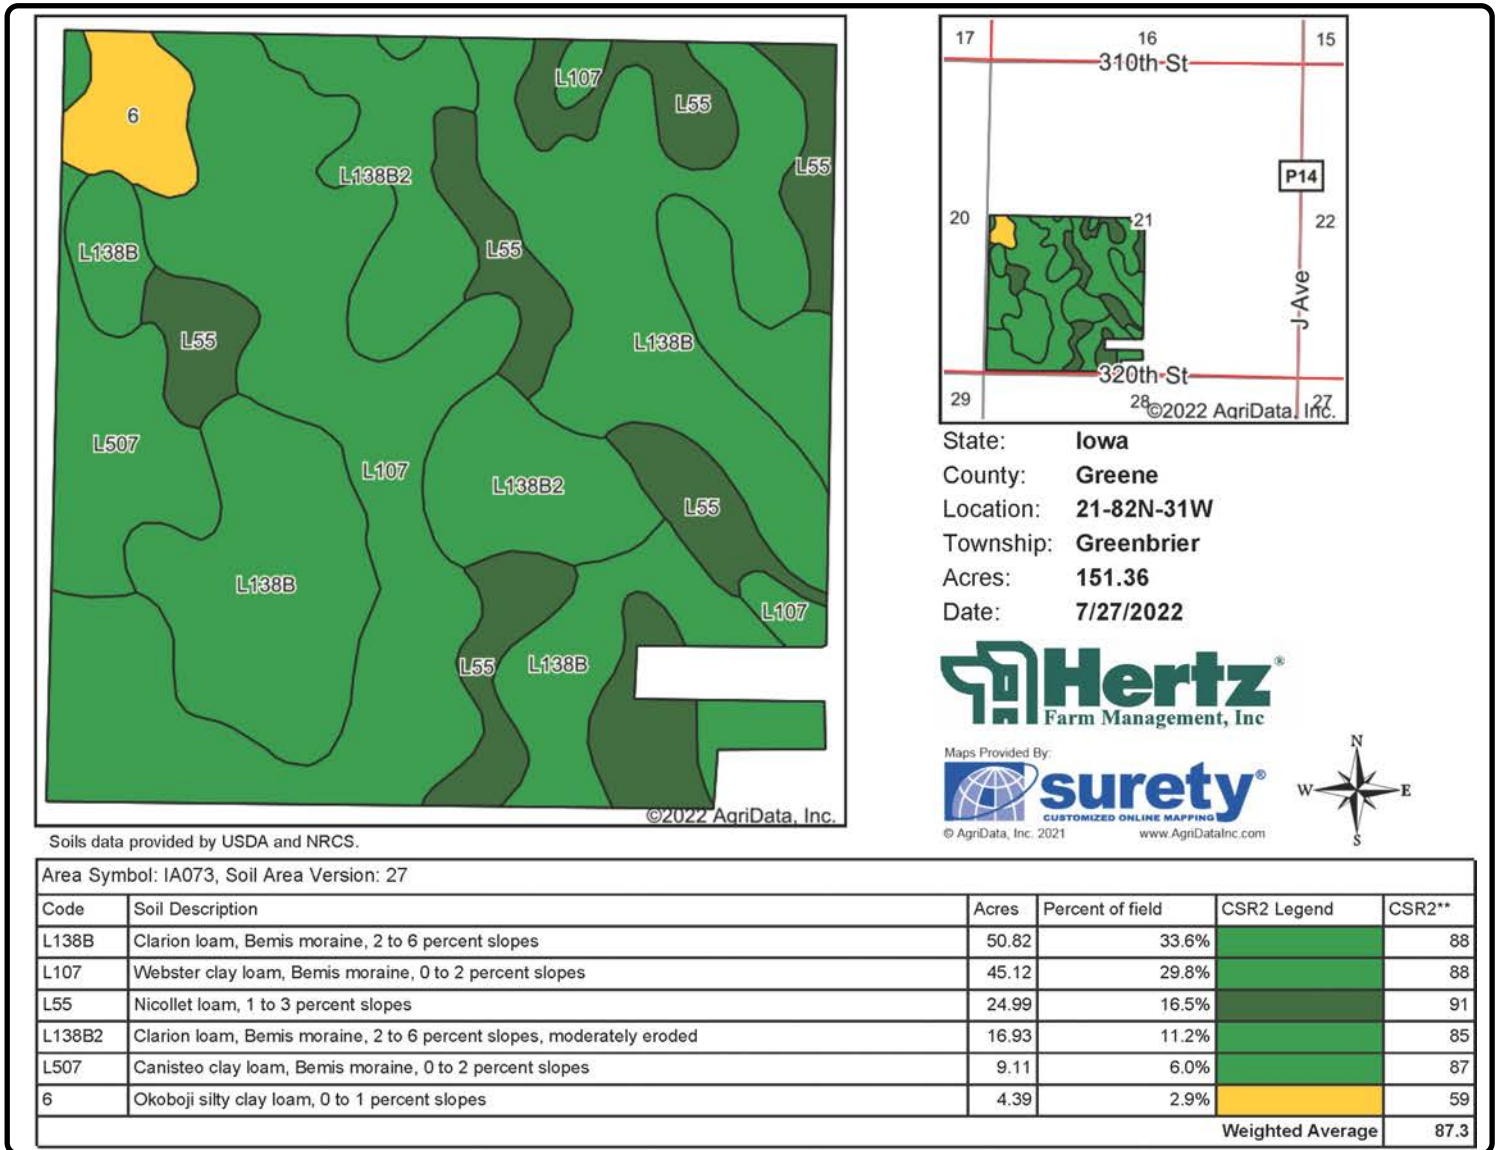 6
L107
L55
L138B2
L55
L138B
L55
L55
L138B
L507
L107
L138B2
L55
L138B
L107
L55
L138B
©2022 AgriData, Inc.
Soils data provided by USDA and NRCS.
17
16
15
310th St
P14
20
21
22
J Ave
320th St
29
28
27
©2022 AgriData, Inc.
State: Iowa
County: Greene
Location: 21-82N-31W
Township: Greenbrier
Acres: 151.36
Date: 7/27/2022
Hertz®
Farm Management, Inc
Maps Provided By:
surety®
CUSTOMIZED ONLINE MAPPING
© AgriData, Inc. 2021 www.AgriDataInc.com
N
W E
S
Area Symbol: IA073, Soil Area Version: 27
Code Soil Description Acres Percent of field CSR2 Legend CSR2**
L138B Clarion loam, Bemis moraine, 2 to 6 percent slopes 50.82 33.6% 88
L107 Webster clay loam, Bemis moraine, 0 to 2 percent slopes 45.12 29.8% 88
L55 Nicollet loam, 1 to 3 percent slopes 24.99 16.5% 91
L138B2 Clarion loam, Bemis moraine, 2 to 6 percent slopes, moderately eroded 16.93 11.2% 85
L507 Canisteo clay loam, Bemis moraine, 0 to 2 percent slopes 9.11 6.0% 87
6 Okoboji silty clay loam, 0 to 1 percent slopes 4.39 2.9% 59
Weighted Average 87.3